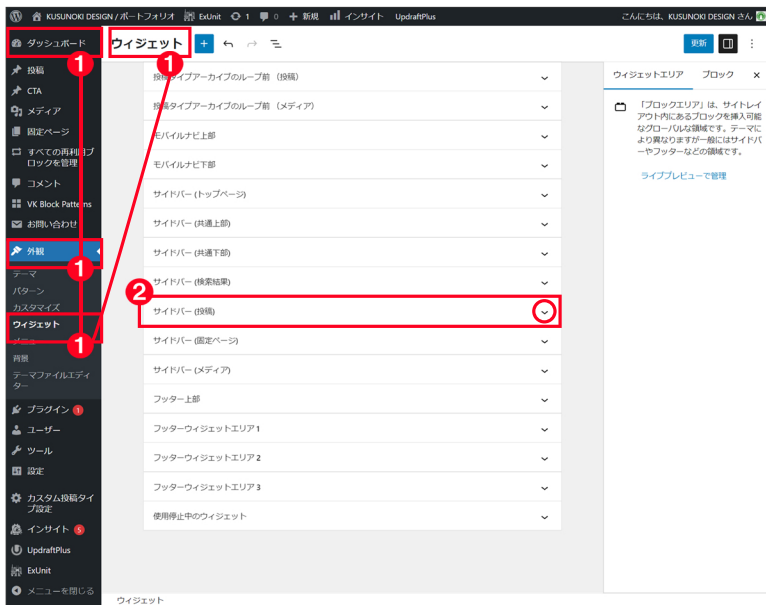 KUSUNOKI DESIGN / ポートフォリオ ExUnit 1 0 新規 インサイト UpdraftPlus こんにちは、KUSUNOKI DESIGN さん
ダッシュボード
ウィジェット
更新
1
1
投稿
CTA
メディア
固定ページ
すべての再利用ブ
ロックを管理
コメント
VK Block Patterns
お問い合わせ
外観
1
テーマ
パターン
カスタマイズ
ウィジェット
1
メニュー
背景
テーマファイルエディ
ター
プラグイン 1
ユーザー
ツール
設定
カスタム投稿タイ
プ設定
インサイト 5
UpdraftPlus
ExUnit
メニューを閉じる
投稿タイプアーカイブのループ前 (投稿)
投稿タイプアーカイブのループ前 (メディア)
モバイルナビ上部
モバイルナビ下部
サイドバー (トップページ)
サイドバー (共通上部)
サイドバー (共通下部)
サイドバー (検索結果)
2
サイドバー (投稿)
サイドバー (固定ページ)
サイドバー (メディア)
フッター上部
フッターウィジェットエリア 1
フッターウィジェットエリア 2
フッターウィジェットエリア 3
使用停止中のウィジェット
ウィジェットエリア ブロック
「ブロックエリア」は、サイトレイ
アウト内にあるブロックを挿入可能
なグローバルな領域です。テーマに
より異なりますが一般にはサイドバ
ーやフッターなどの領域です。
ライブプレビューで管理
ウィジェット